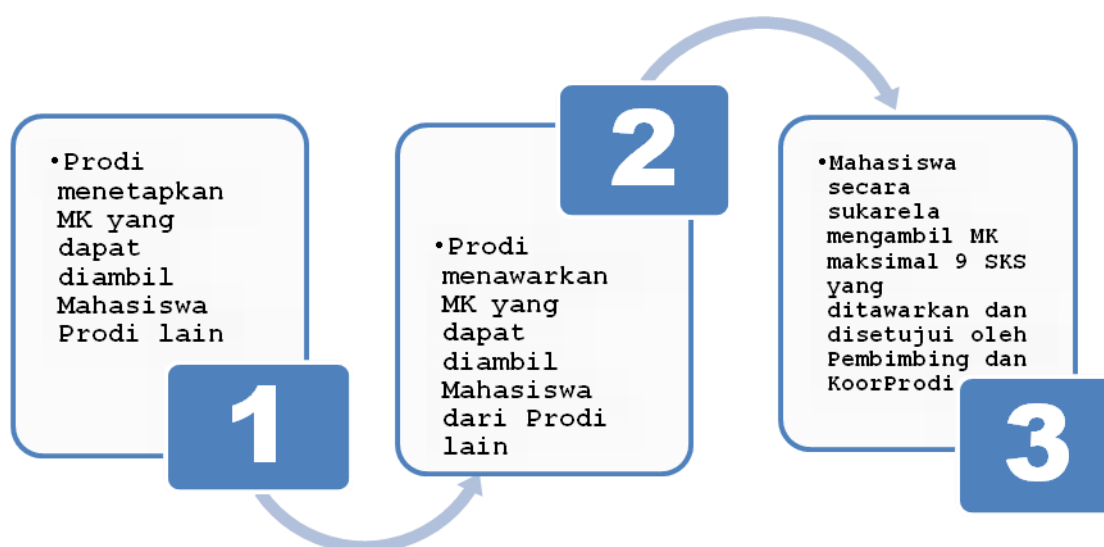 •Prodi
menetapkan
MK yang
dapat
diambil
Mahasiswa
Prodi lain
1
2
•Prodi
menawarkan
MK yang
dapat
diambil
Mahasiswa
dari Prodi
lain
•Mahasiswa
secara
sukarela
mengambil MK
maksimal 9 SKS
yang
ditawarkan dan
disetujui oleh
Pembimbing dan
KoorProdi
3